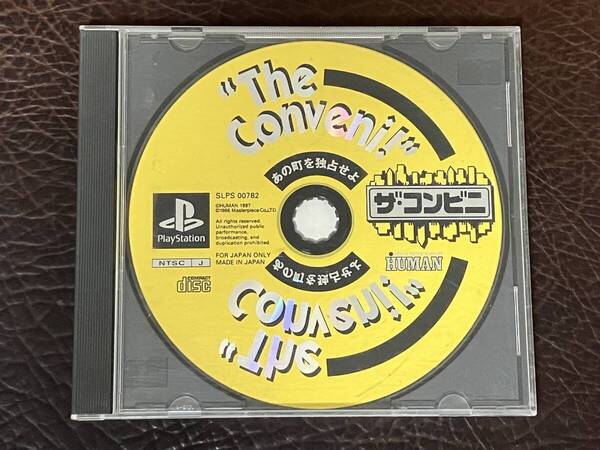 "The
Conveni!"
あの町を独占せよ
SLPS 00782
©HUMAN 1997
©1996 Masterpiece Co.,LTD.
All rights reserved.
Unauthorized public
performance,
broadcasting, and
duplication prohibited.
FOR JAPAN ONLY
MADE IN JAPAN
PlayStation
NTSC J
COMPACT
disc
ザ・コンビニ
HUMAN
あの町を独占せよ
"The
Conveni!"